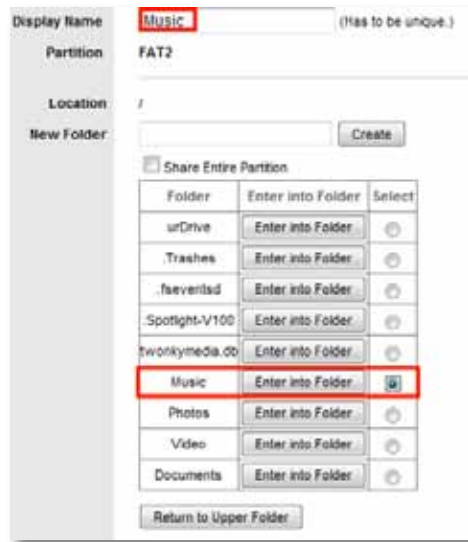 Display Name Music (Has to be unique.)
Partition FAT2
Location /
New Folder Create
Share Entire Partition
Folder Enter into Folder Select
urDrive Enter into Folder
.Trashes Enter into Folder
.fseventsd Enter into Folder
.Spotlight-V100 Enter into Folder
twonkymedia.db Enter into Folder
Music Enter into Folder
Photos Enter into Folder
Video Enter into Folder
Documents Enter into Folder
Return to Upper Folder